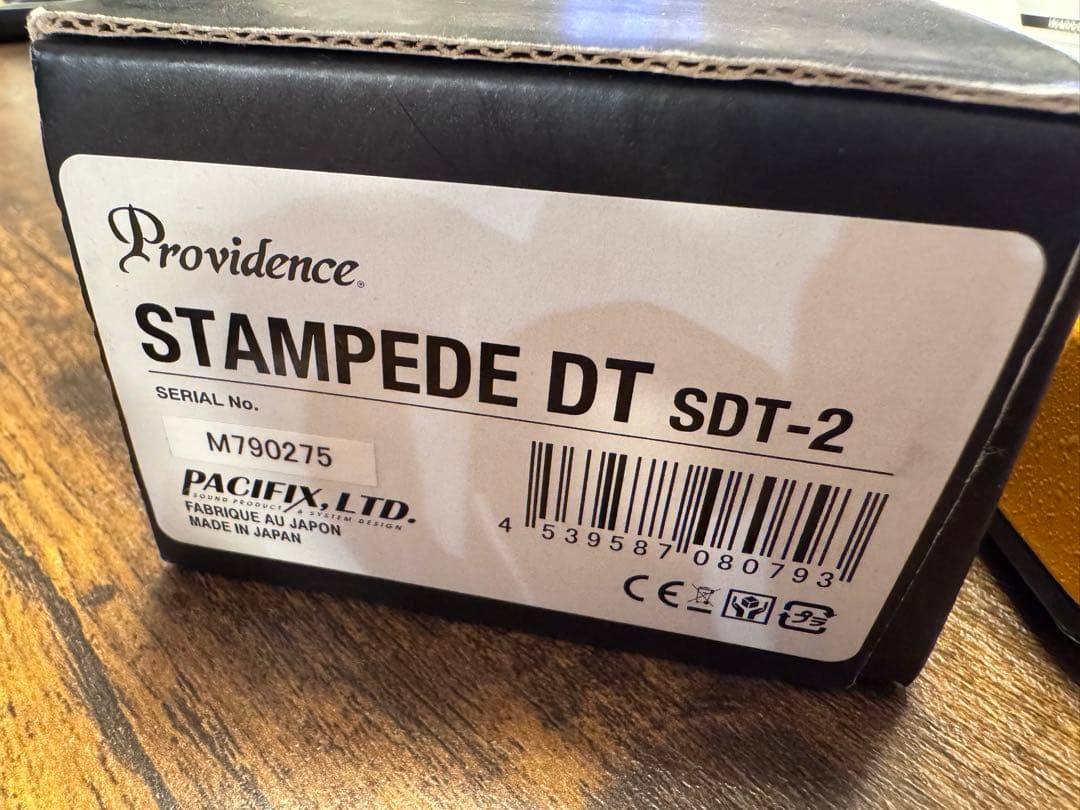 Providence®
STAMPEDE DT SDT-2
SERIAL No.
M790275
PACIFIX, LTD.
SOUND PRODUCT & SYSTEM DESIGN
FABRIQUE AU JAPON
MADE IN JAPAN
4 539587 080793
CE